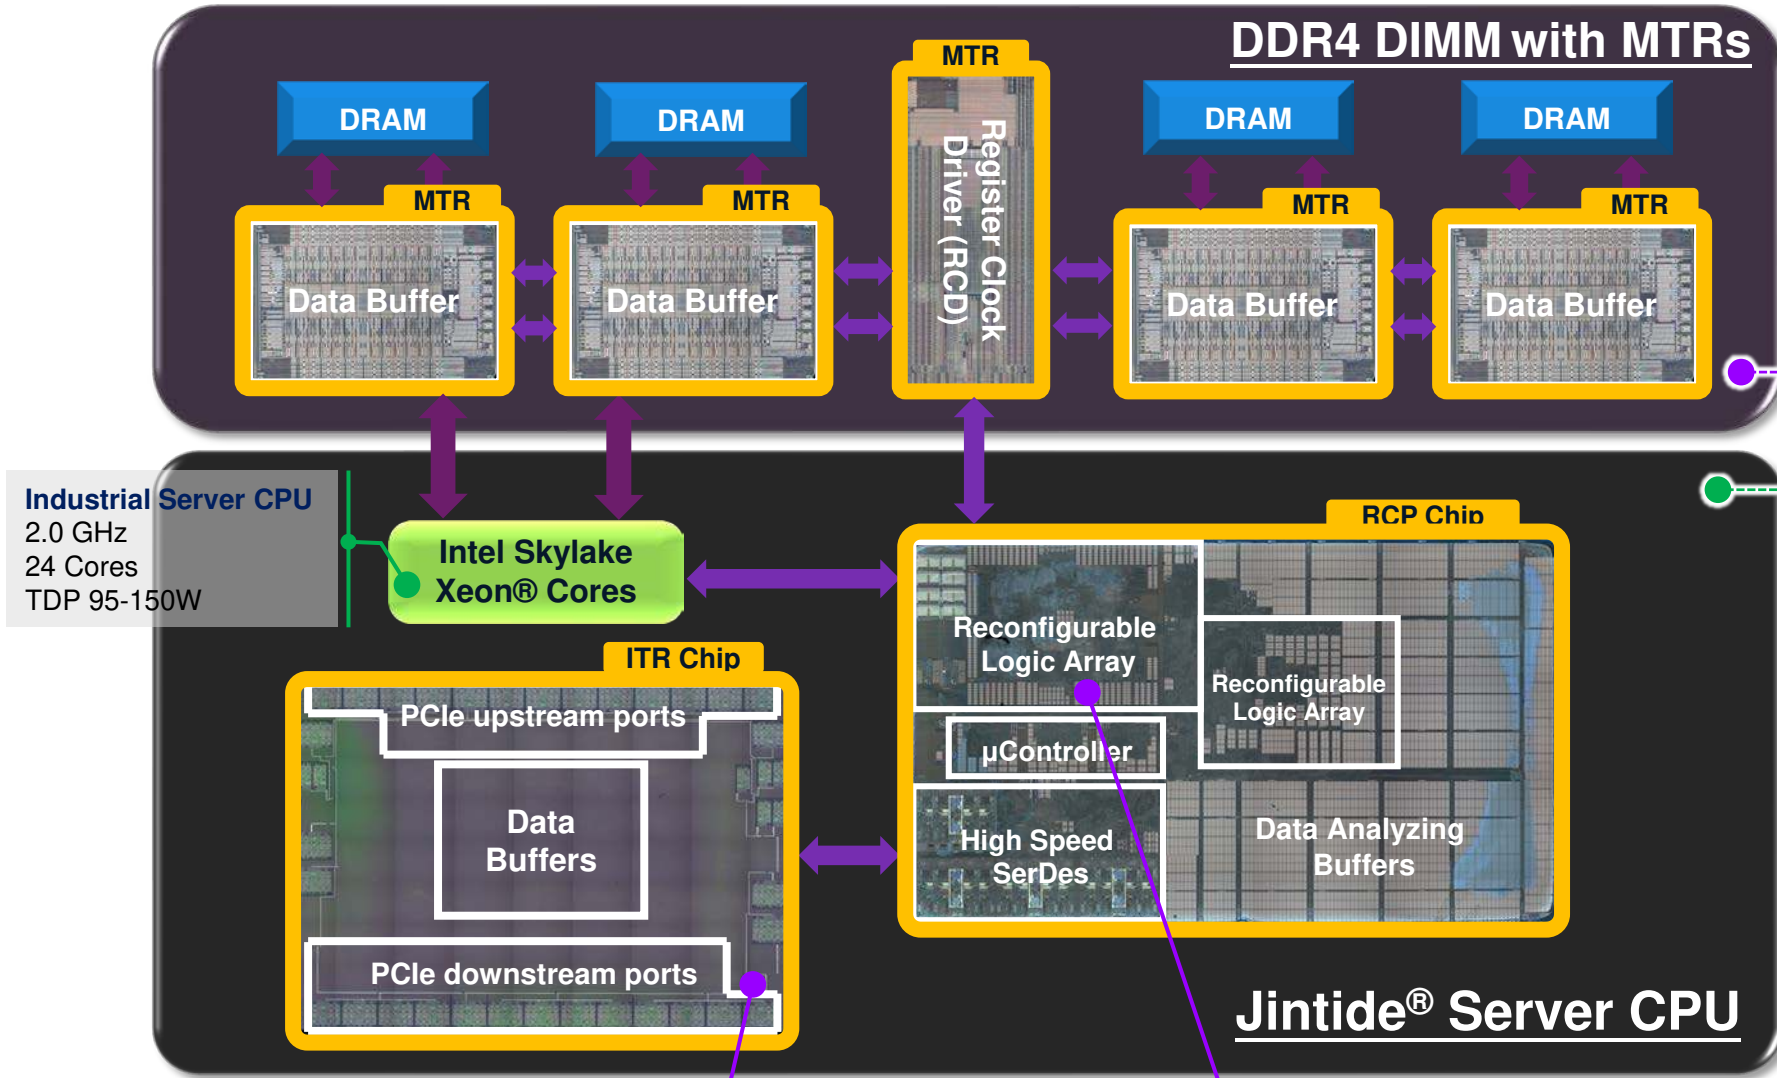 DDR4 DIMM with MTRs
MTR
DRAM
DRAM
DRAM
DRAM
Register Clock
Driver (RCD)
MTR
MTR
MTR
MTR
Data Buffer
Data Buffer
Data Buffer
Data Buffer
Industrial Server CPU
2.0 GHz
24 Cores
TDP 95-150W
Intel Skylake
Xeon® Cores
RCP Chip
Reconfigurable
Logic Array
Reconfigurable
Logic Array
µController
High Speed
SerDes
Data Analyzing
Buffers
ITR Chip
PCIe upstream ports
Data
Buffers
PCIe downstream ports
Jintide® Server CPU